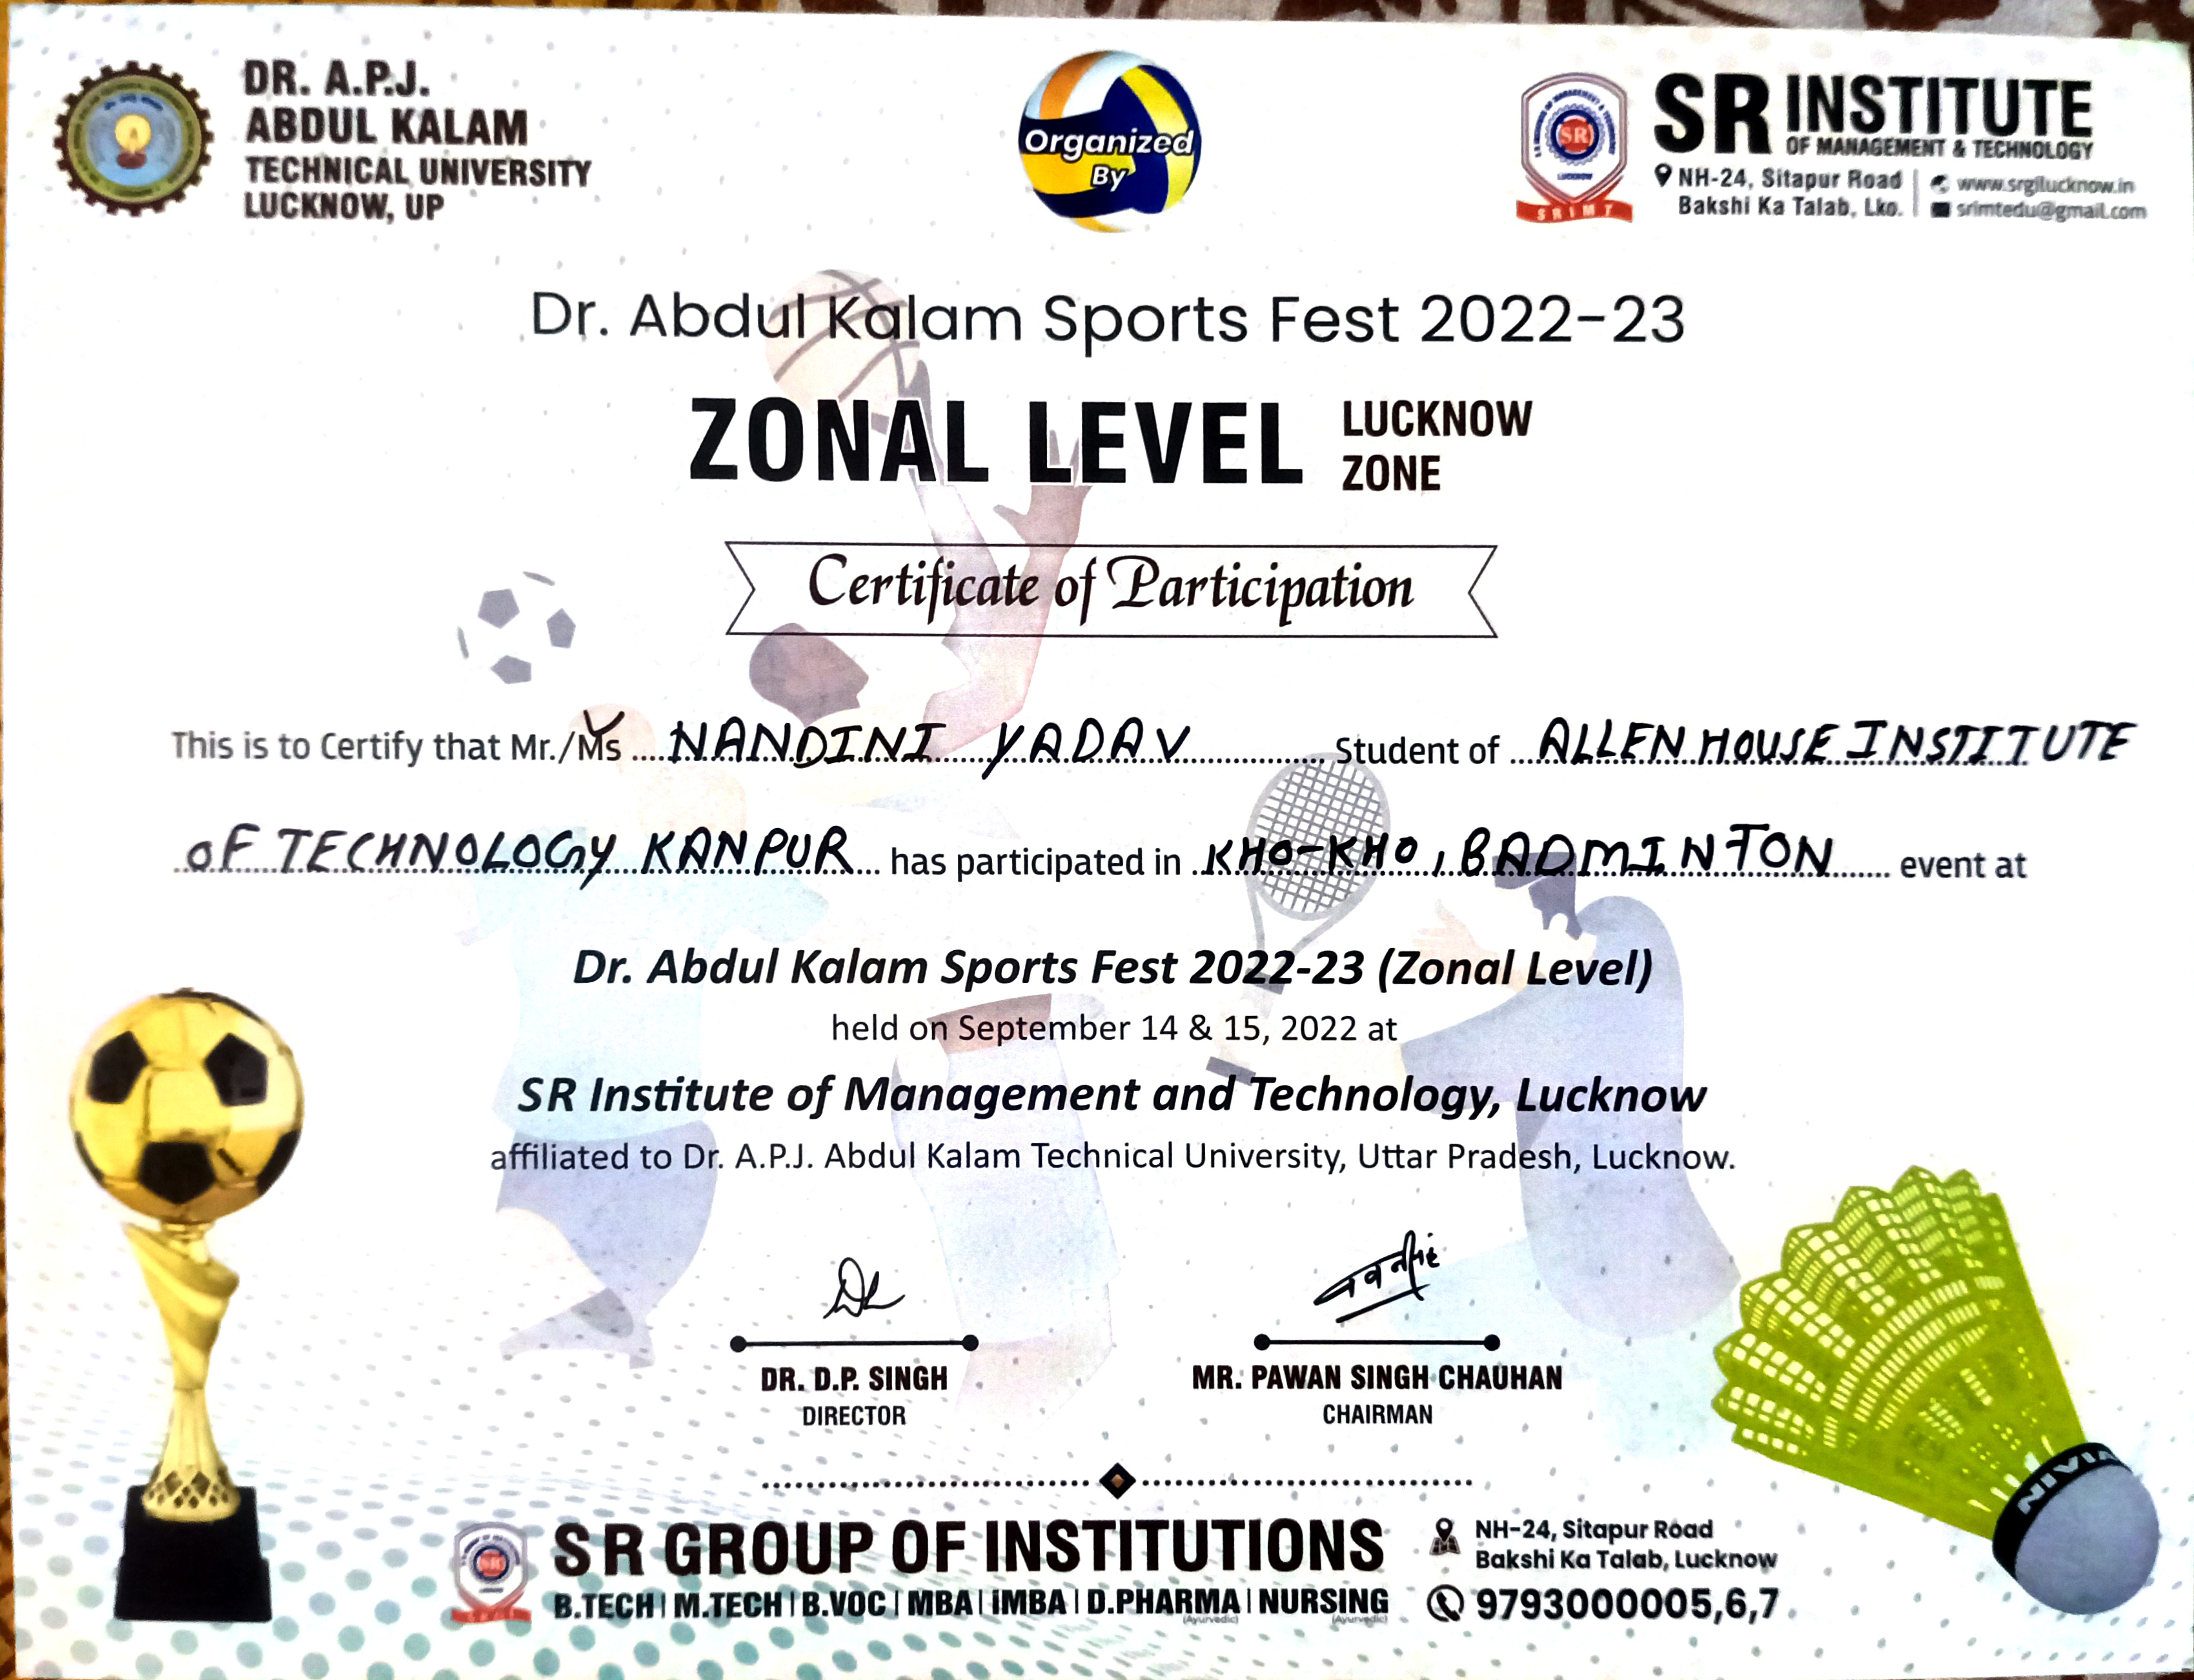 DR. A.P.J.
ABDUL KALAM
TECHNICAL UNIVERSITY
LUCKNOW, UP
Organized
By
SR INSTITUTE
OF MANAGEMENT & TECHNOLOGY
NH-24, Sitapur Road
Bakshi Ka Talab, Lko.
www.srgilucknow.in
srimtedu@gmail.com
SR
LUCKNOW
SRIMT
Dr. Abdul Kalam Sports Fest 2022-23
ZONAL LEVEL
LUCKNOW
ZONE
Certificate of Participation
This is to Certify that Mr./Ms NANDINI YADAV Student of ALLEN HOUSE INSTITUTE
OF TECHNOLOGY KANPUR has participated in KHO-KHO, BADMINTON event at
Dr. Abdul Kalam Sports Fest 2022-23 (Zonal Level)
held on September 14 & 15, 2022 at
SR Institute of Management and Technology, Lucknow
affiliated to Dr. A.P.J. Abdul Kalam Technical University, Uttar Pradesh, Lucknow.
DR. D.P. SINGH
DIRECTOR
MR. PAWAN SINGH CHAUHAN
CHAIRMAN
NIVIA
SR
S R GROUP OF INSTITUTIONS
B.TECH | M.TECH | B.VOC | MBA | iMBA | D.PHARMA | NURSING
(Ayurvedic) (Ayurvedic)
NH-24, Sitapur Road
Bakshi Ka Talab, Lucknow
9793000005,6,7